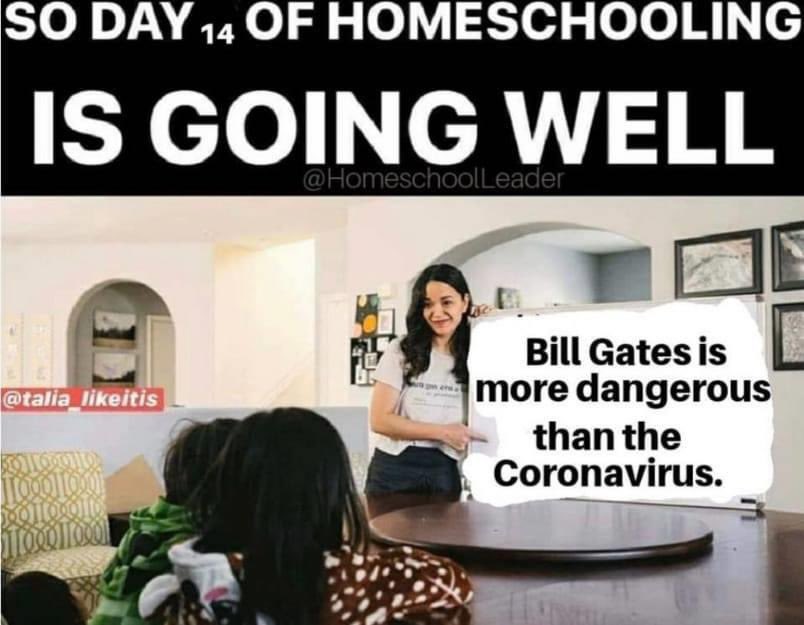 SO DAY 14 OF HOMESCHOOLING
IS GOING WELL
@HomeschoolLeader
@talia_likeitis
Bill Gates is
more dangerous
than the
Coronavirus.